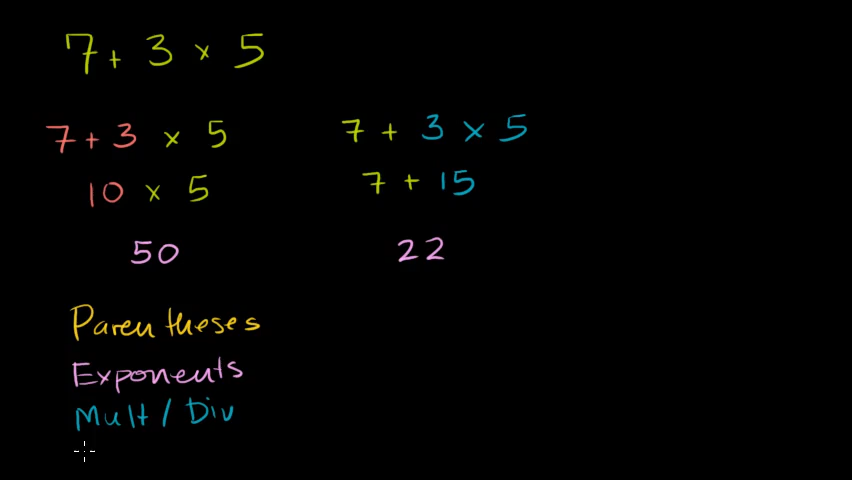 7 + 3 × 5
7 + 3 × 5
10 × 5
50
7 + 3 × 5
7 + 15
22
Parentheses
Exponents
Mult / Div